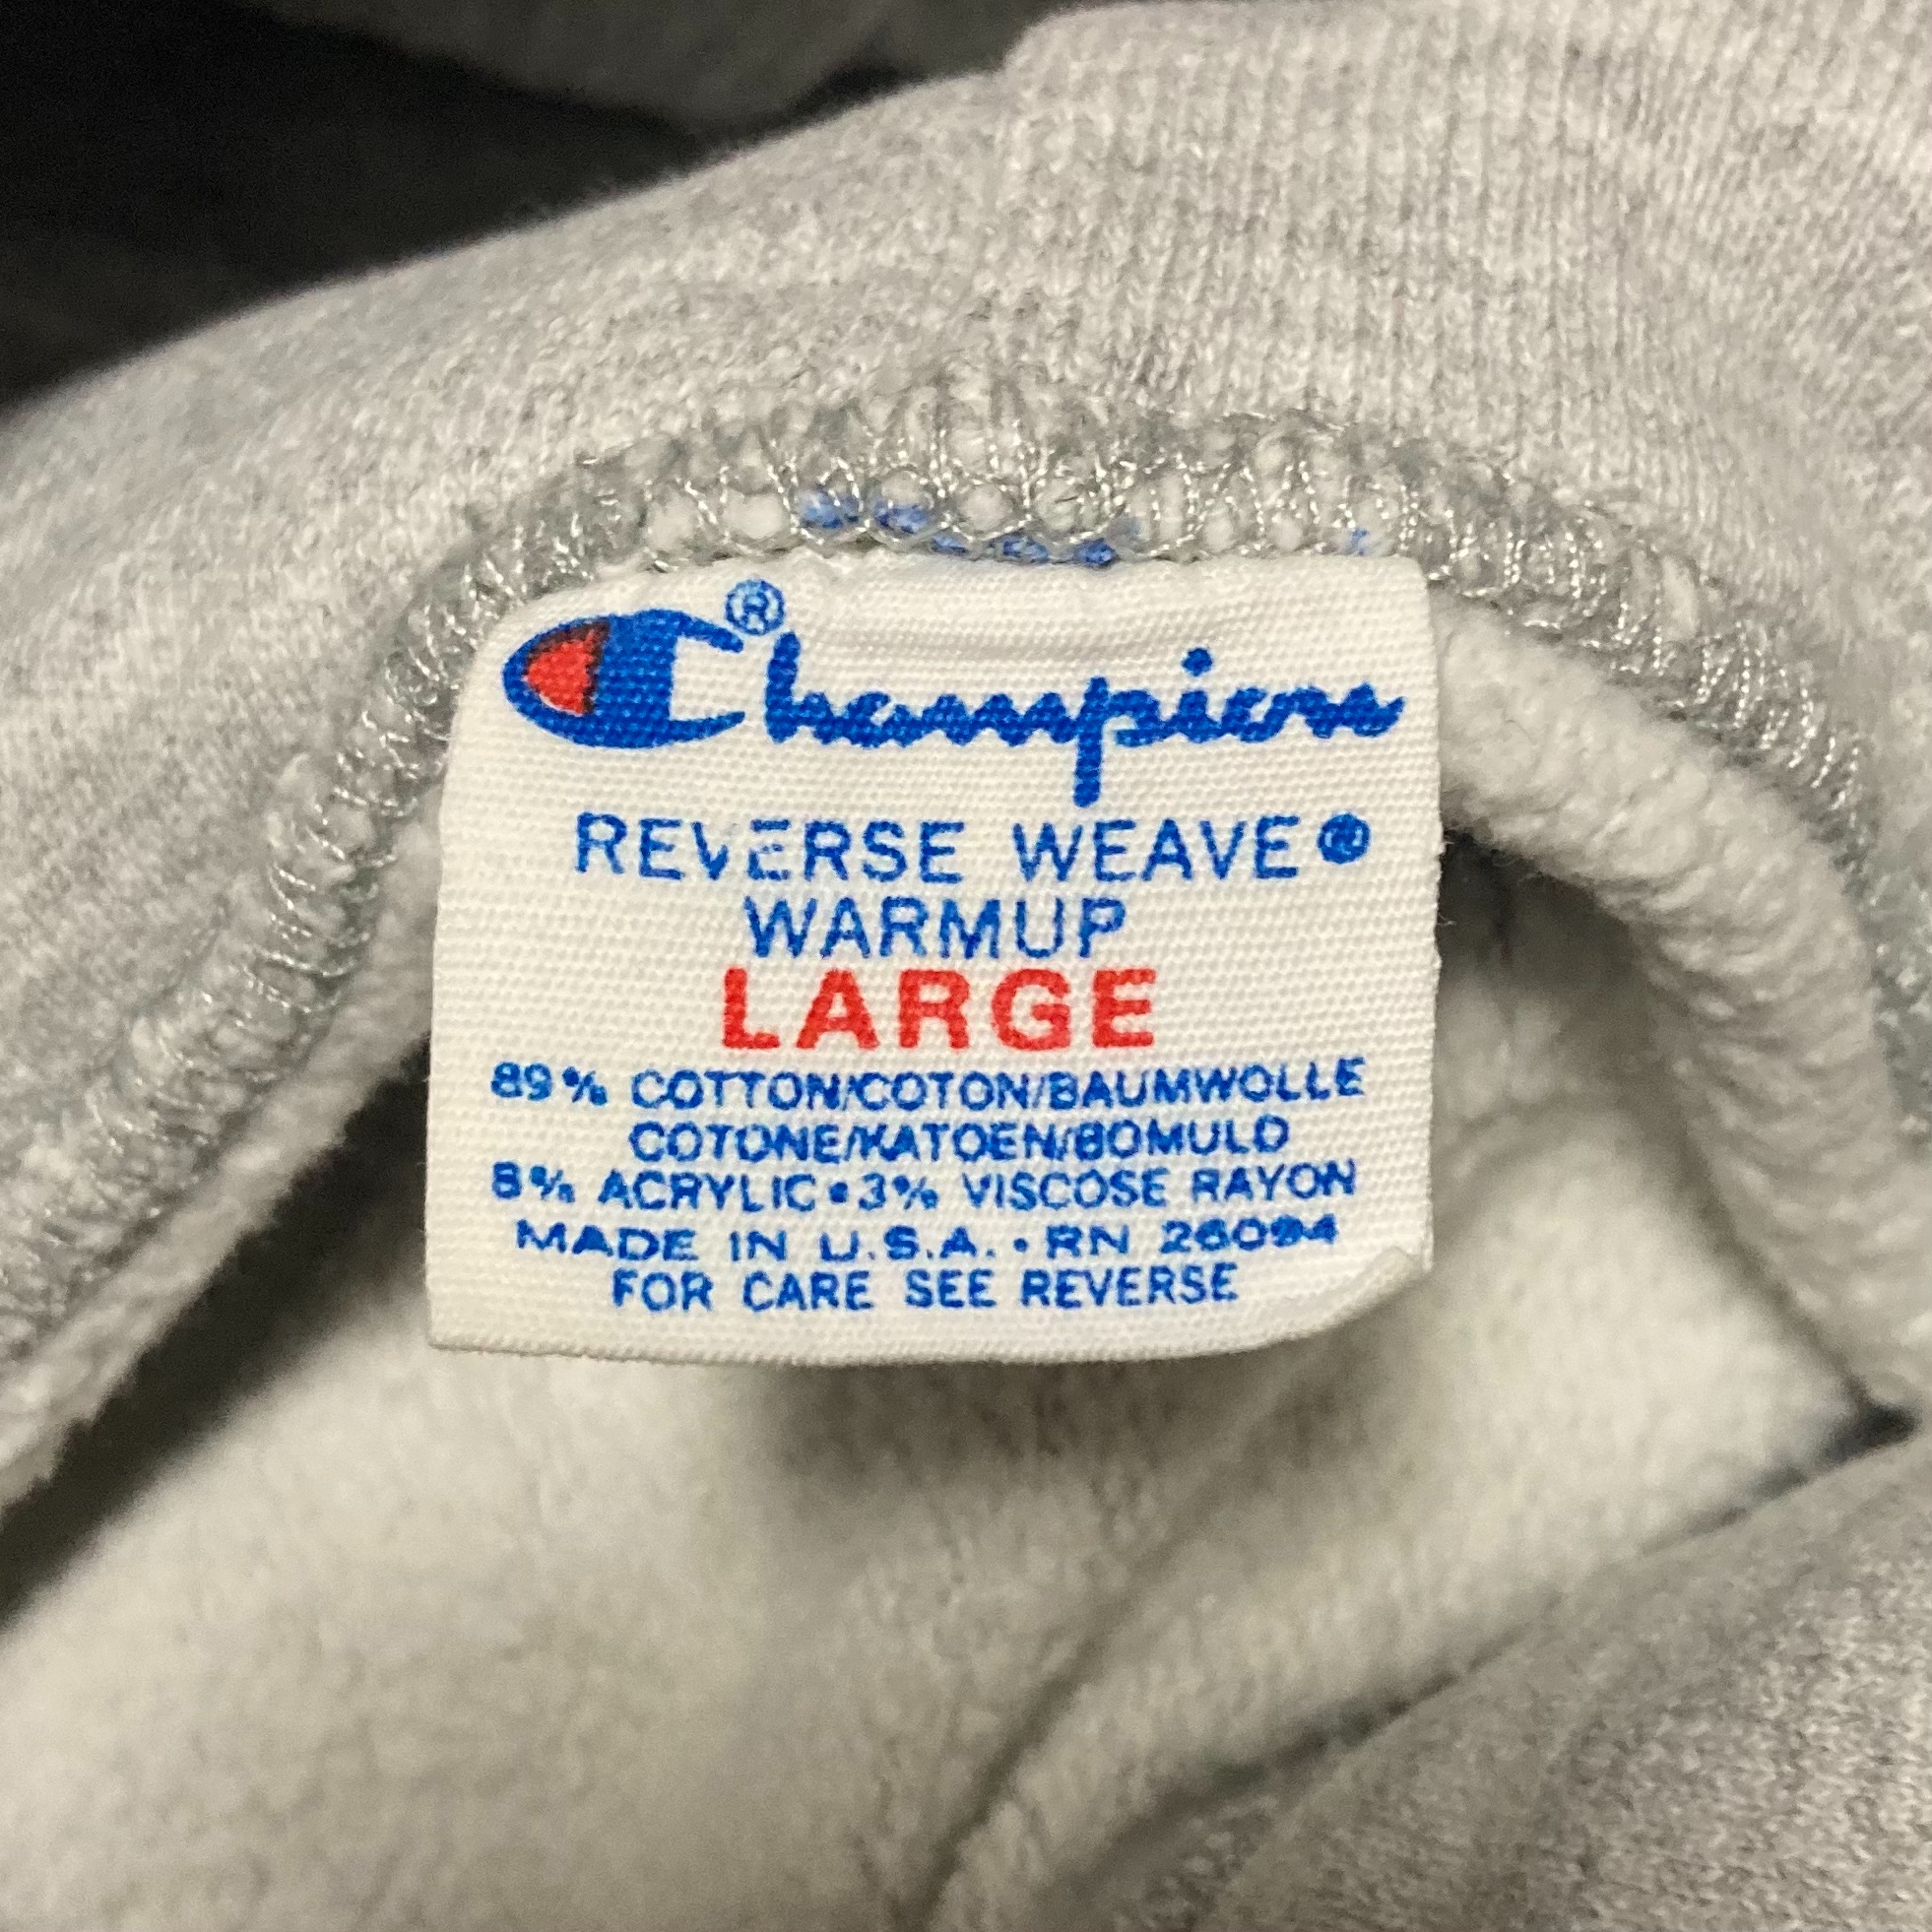 Champion®
REVERSE WEAVE®
WARMUP
LARGE
89% COTTON/COTON/BAUMWOLLE
COTONE/KATOEN/BOMULD
8% ACRYLIC • 3% VISCOSE RAYON
MADE IN U.S.A. • RN 26094
FOR CARE SEE REVERSE